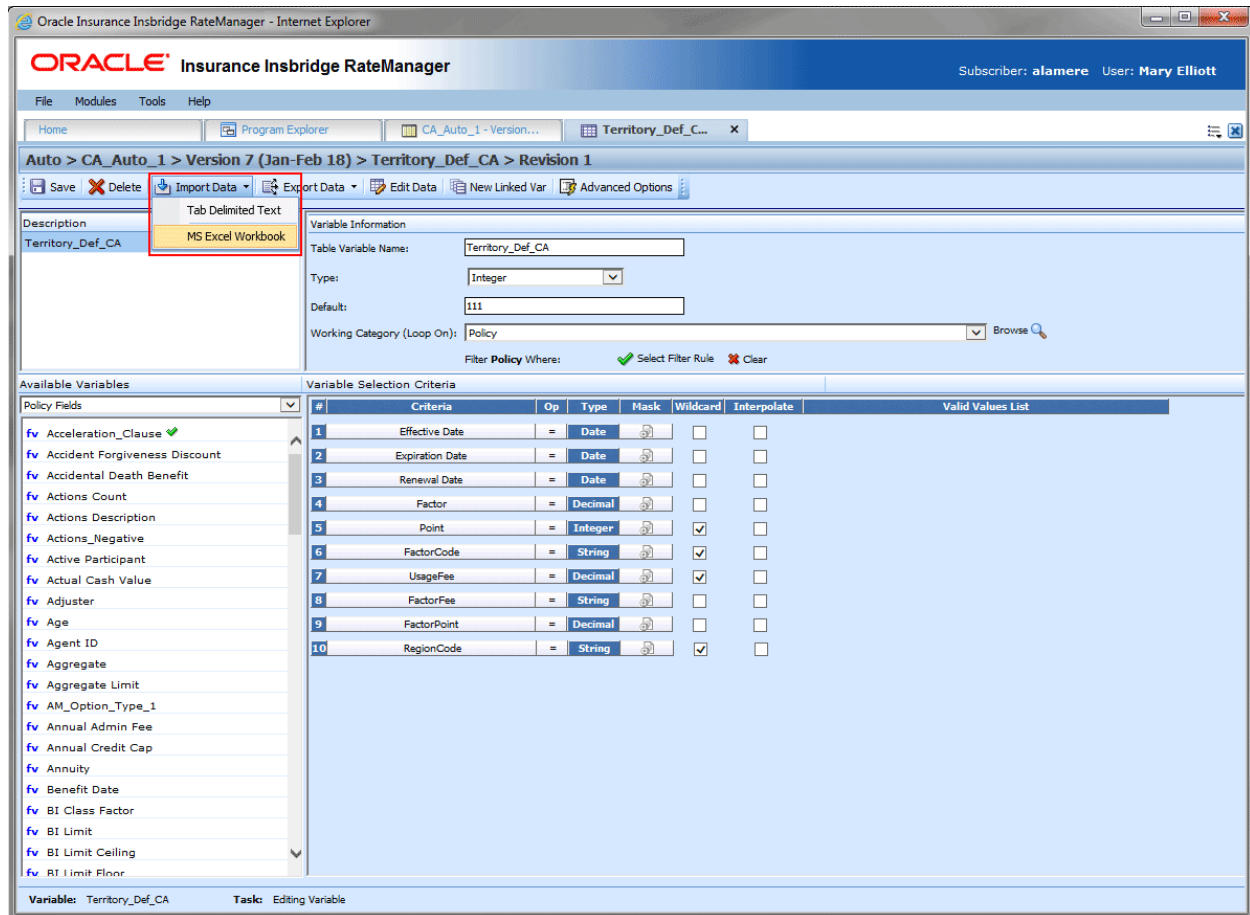 Oracle Insurance Insbridge RateManager - Internet Explorer
ORACLE® Insurance Insbridge RateManager
Subscriber: alamere User: Mary Elliott
File Modules Tools Help
Home Program Explorer CA_Auto_1 - Version... Territory_Def_C... x
Auto > CA_Auto_1 > Version 7 (Jan-Feb 18) > Territory_Def_CA > Revision 1
Save Delete Import Data Export Data Edit Data New Linked Var Advanced Options
Tab Delimited Text
MS Excel Workbook
Description
Territory_Def_CA
Variable Information
Table Variable Name: Territory_Def_CA
Type: Integer
Default: 111
Working Category (Loop On): Policy Browse
Filter Policy Where: Select Filter Rule Clear
Available Variables
Policy Fields
fv Acceleration_Clause
fv Accident Forgiveness Discount
fv Accidental Death Benefit
fv Actions Count
fv Actions Description
fv Actions_Negative
fv Active Participant
fv Actual Cash Value
fv Adjuster
fv Age
fv Agent ID
fv Aggregate
fv Aggregate Limit
fv AM_Option_Type_1
fv Annual Admin Fee
fv Annual Credit Cap
fv Annuity
fv Benefit Date
fv BI Class Factor
fv BI Limit
fv BI Limit Ceiling
fv BI Limit Floor
Variable Selection Criteria
# Criteria Op Type Mask Wildcard Interpolate Valid Values List
1 Effective Date = Date
2 Expiration Date = Date
3 Renewal Date = Date
4 Factor = Decimal
5 Point = Integer
6 FactorCode = String
7 UsageFee = Decimal
8 FactorFee = String
9 FactorPoint = Decimal
10 RegionCode = String
Variable: Territory_Def_CA Task: Editing Variable